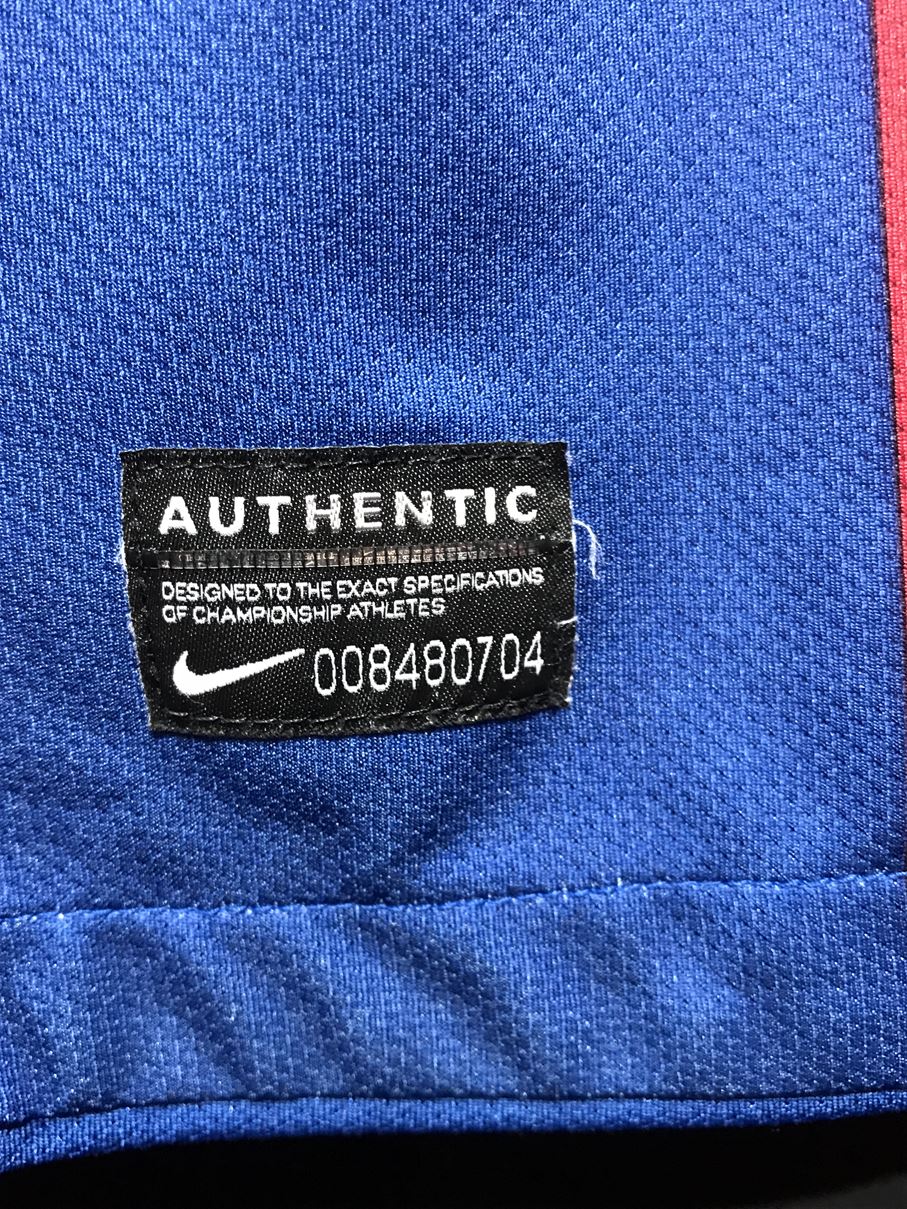 AUTHENTIC
DESIGNED TO THE EXACT SPECIFICATIONS
OF CHAMPIONSHIP ATHLETES
008480704